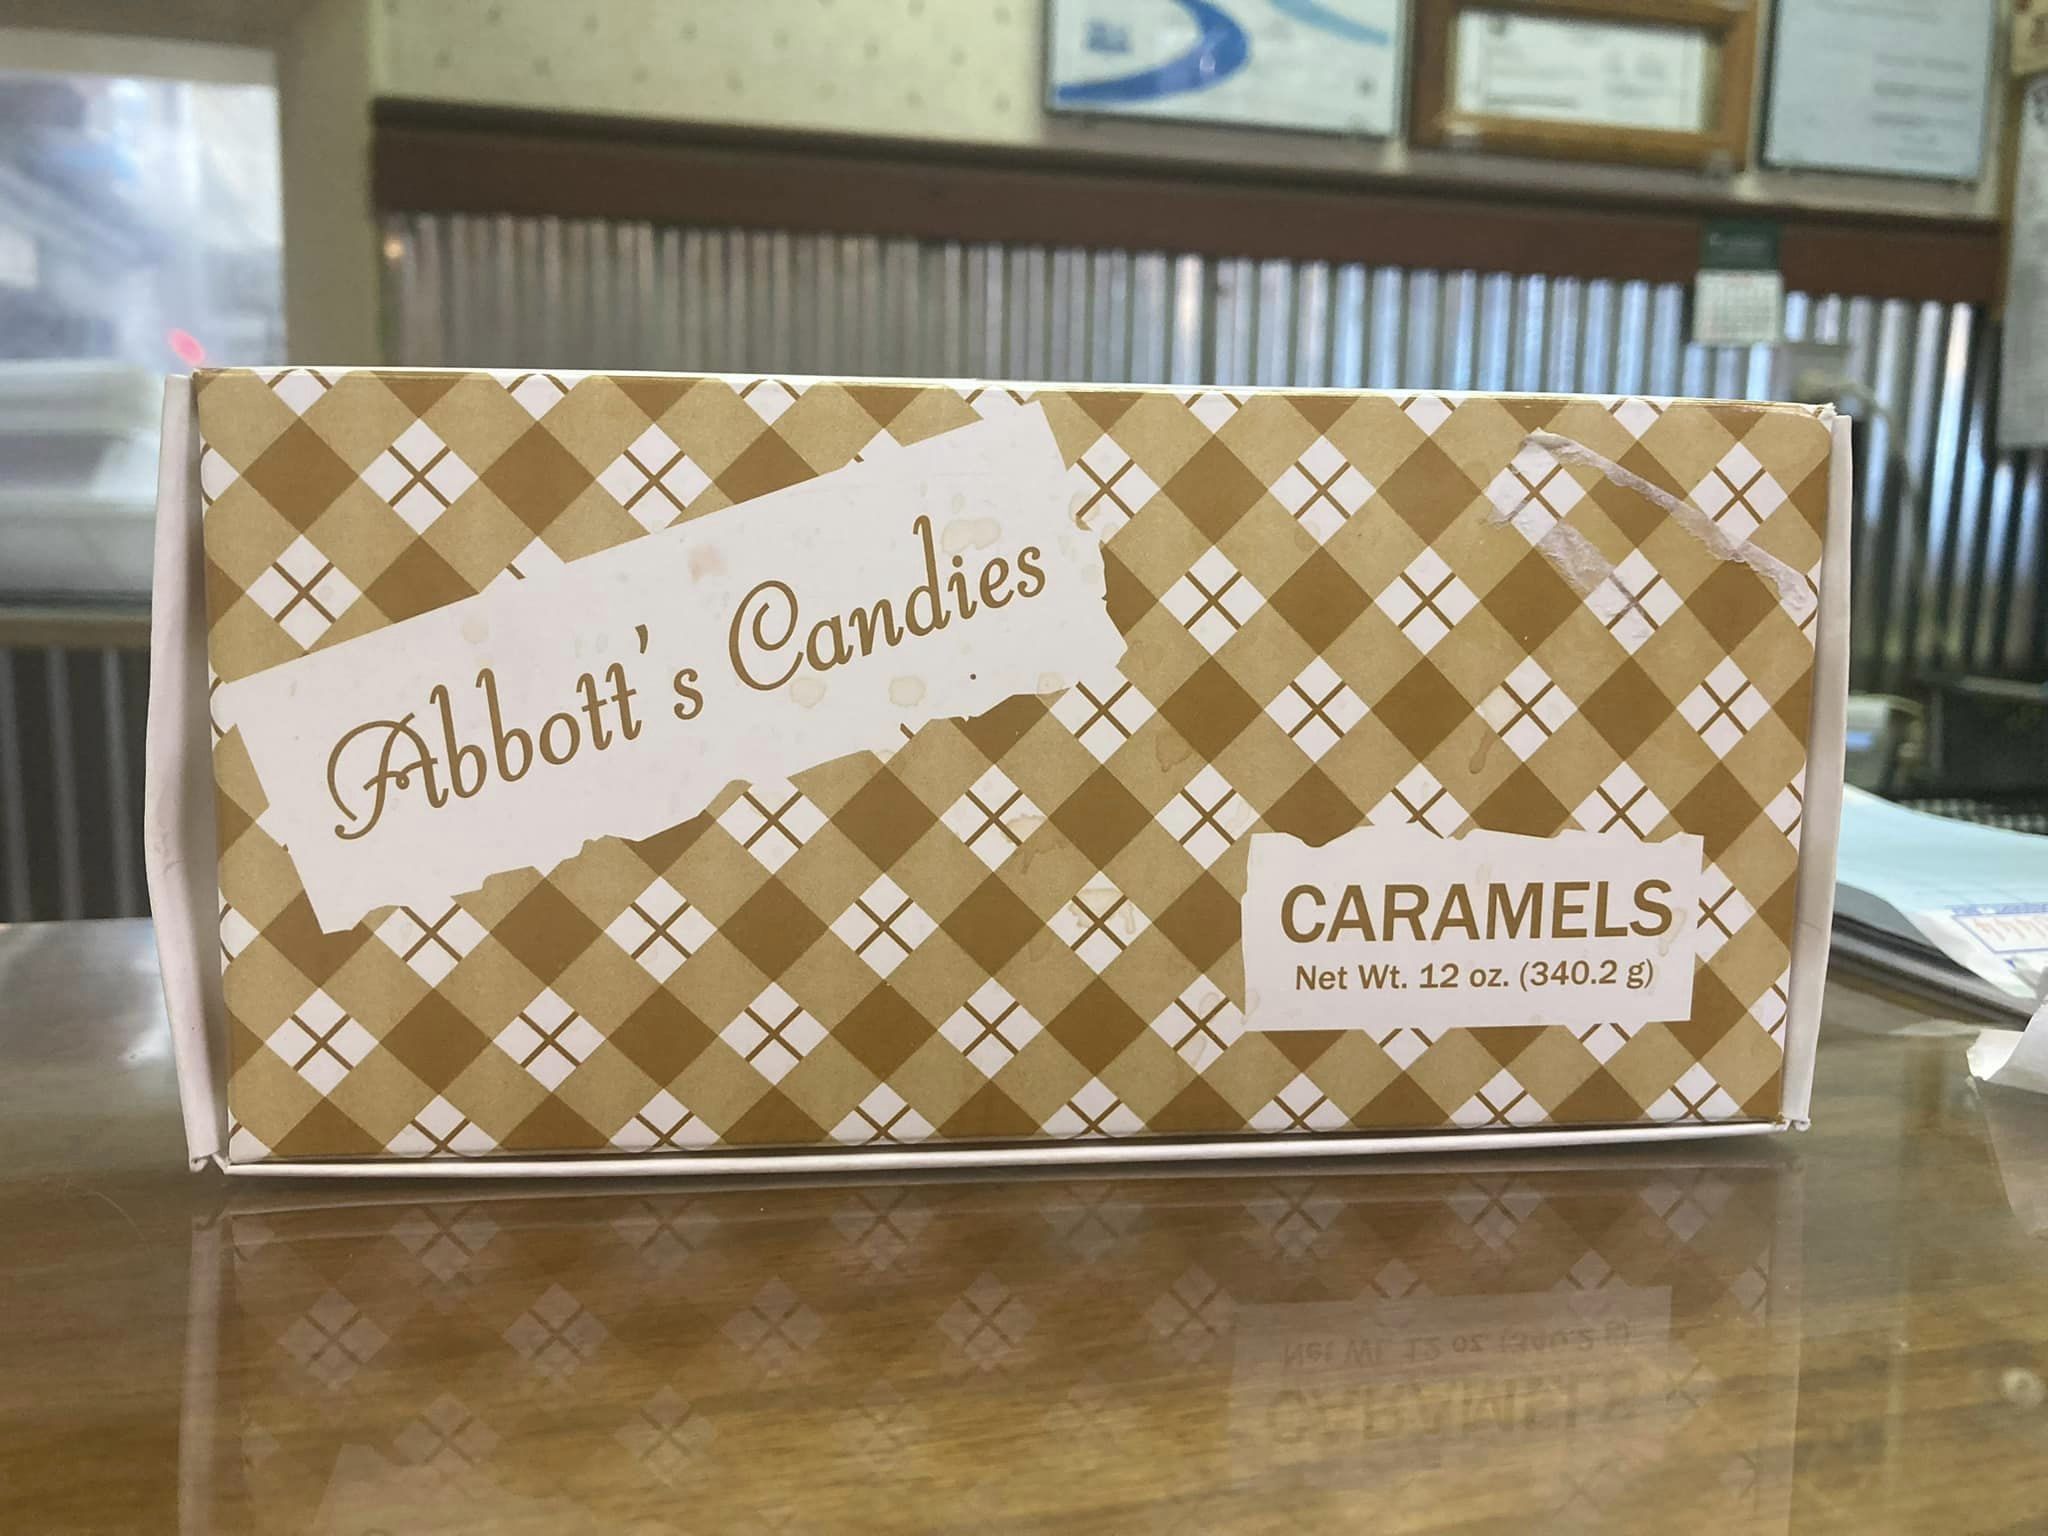 Abbott's Candies
CARAMELS
Net Wt. 12 oz. (340.2 g)